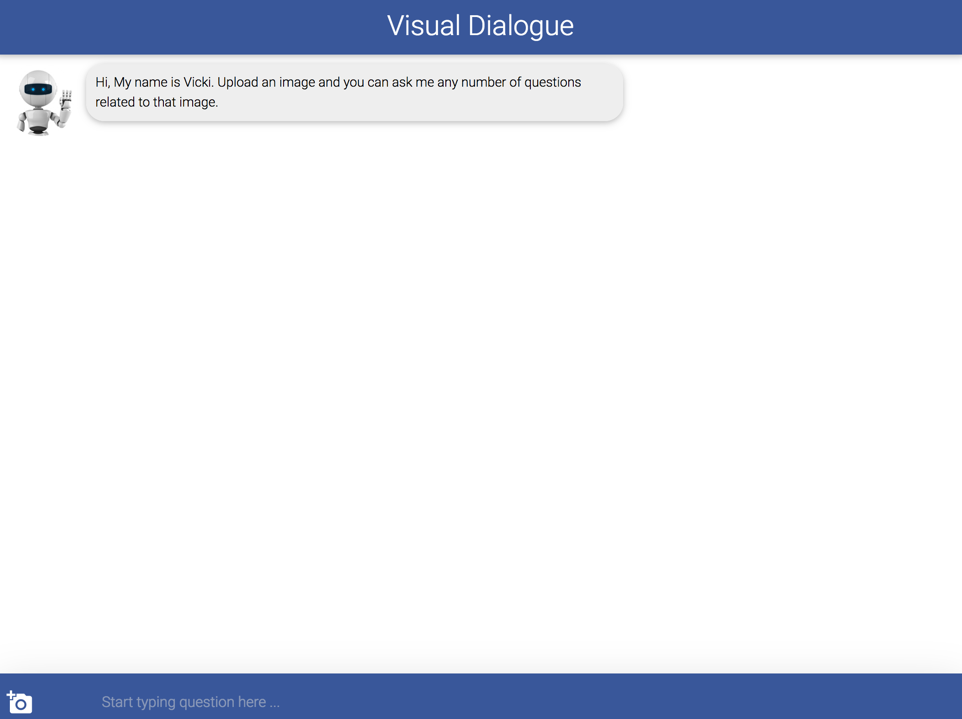 Visual Dialogue
Hi, My name is Vicki. Upload an image and you can ask me any number of questions
related to that image.
Start typing question here ...